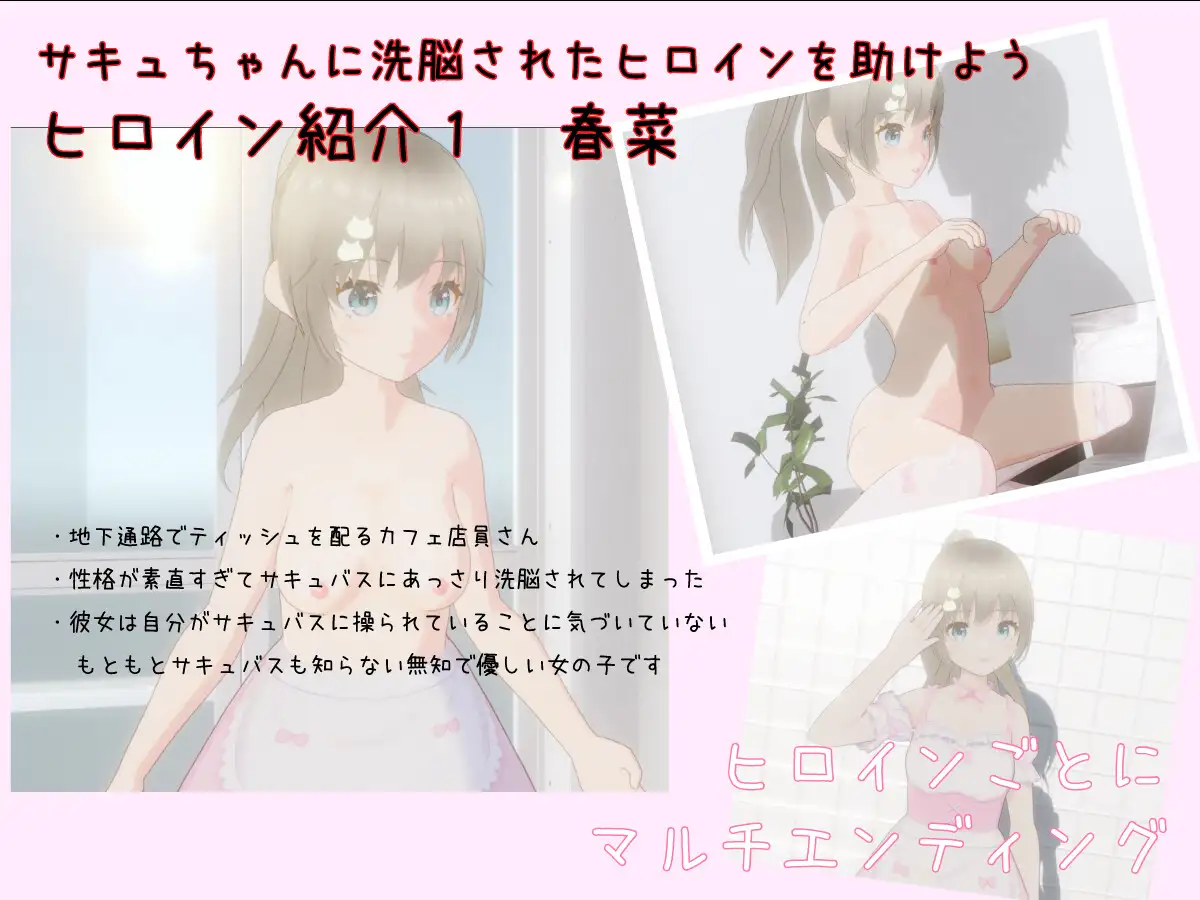 サキュちゃんに洗脳されたヒロインを助けよう
ヒロイン紹介1 春菜
・地下通路でティッシュを配るカフェ店員さん
・性格が素直すぎてサキュバスにあっさり洗脳されてしまった
・彼女は自分がサキュバスに操られていることに気づいていない
もともとサキュバスも知らない無知で優しい女の子です
ヒロインごとに
マルチエンディング